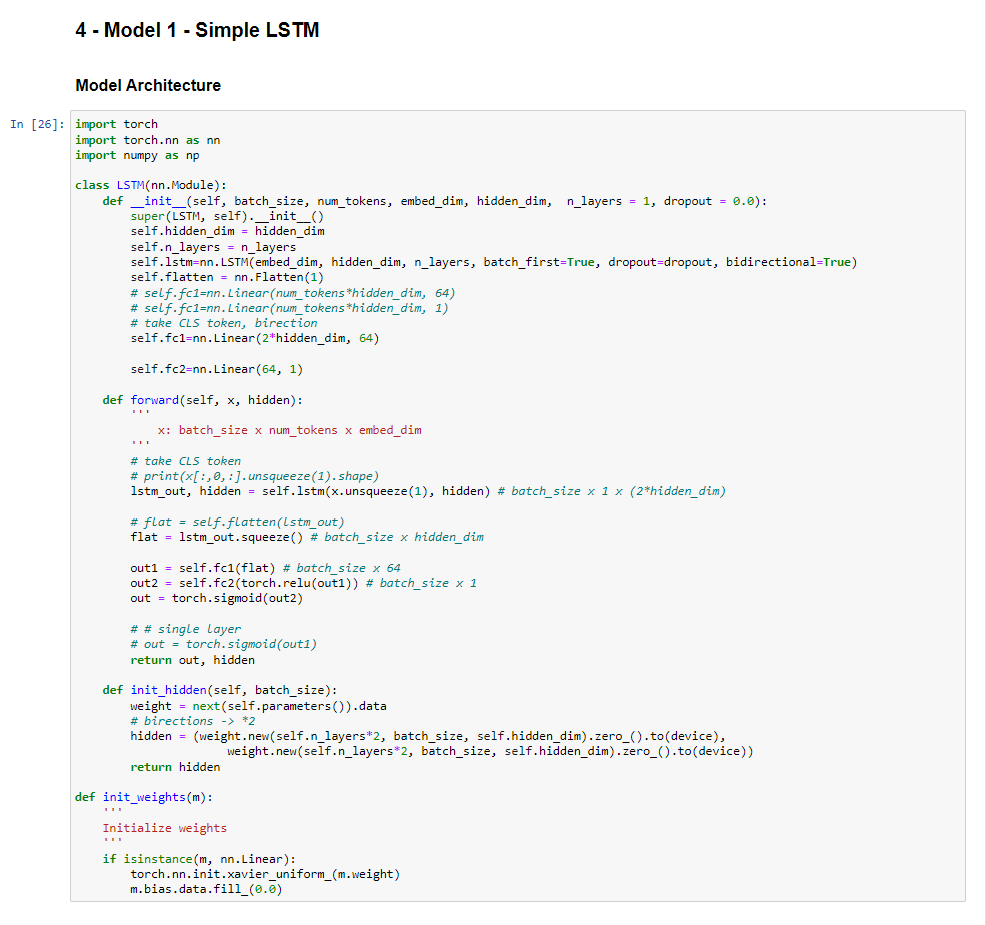 4 - Model 1 - Simple LSTM
Model Architecture
In [26]:
import torch
import torch.nn as nn
import numpy as np

class LSTM(nn.Module):
    def __init__(self, batch_size, num_tokens, embed_dim, hidden_dim,  n_layers = 1, dropout = 0.0):
        super(LSTM, self).__init__()
        self.hidden_dim = hidden_dim
        self.n_layers = n_layers
        self.lstm=nn.LSTM(embed_dim, hidden_dim, n_layers, batch_first=True, dropout=dropout, bidirectional=True)
        self.flatten = nn.Flatten(1)
        # self.fc1=nn.Linear(num_tokens*hidden_dim, 64)
        # self.fc1=nn.Linear(num_tokens*hidden_dim, 1)
        # take CLS token, birection
        self.fc1=nn.Linear(2*hidden_dim, 64)

        self.fc2=nn.Linear(64, 1)

    def forward(self, x, hidden):
        '''
            x: batch_size x num_tokens x embed_dim
        '''
        # take CLS token
        # print(x[:,0,:].unsqueeze(1).shape)
        lstm_out, hidden = self.lstm(x.unsqueeze(1), hidden) # batch_size x 1 x (2*hidden_dim)

        # flat = self.flatten(lstm_out)
        flat = lstm_out.squeeze() # batch_size x hidden_dim

        out1 = self.fc1(flat) # batch_size x 64
        out2 = self.fc2(torch.relu(out1)) # batch_size x 1
        out = torch.sigmoid(out2)

        # # single layer
        # out = torch.sigmoid(out1)
        return out, hidden

    def init_hidden(self, batch_size):
        weight = next(self.parameters()).data
        # birections -> *2
        hidden = (weight.new(self.n_layers*2, batch_size, self.hidden_dim).zero_().to(device),
                      weight.new(self.n_layers*2, batch_size, self.hidden_dim).zero_().to(device))
        return hidden

def init_weights(m):
    '''
    Initialize weights
    '''
    if isinstance(m, nn.Linear):
        torch.nn.init.xavier_uniform_(m.weight)
        m.bias.data.fill_(0.0)